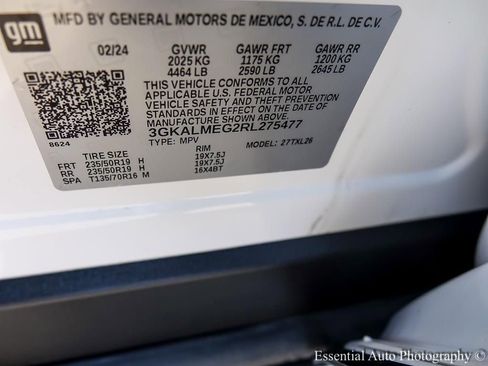 gm
MFD BY GENERAL MOTORS DE MEXICO, S. DE R.L. DE C.V.
02/24 GVWR GAWR FRT GAWR RR
2025 KG 1175 KG 1200 KG
4464 LB 2590 LB 2645 LB
THIS VEHICLE CONFORMS TO ALL
APPLICABLE U.S. FEDERAL MOTOR
VEHICLE SAFETY AND THEFT PREVENTION
STANDARDS IN EFFECT ON THE DATE OF
MANUFACTURE SHOWN ABOVE.
3GKALMEG2RL275477
8624 TYPE: MPV MODEL: 27TXL26
TIRE SIZE RIM
FRT 235/50R19 H 19X7.5J
RR 235/50R19 H 19X7.5J
SPA T135/70R16 M 16X4BT
Essential Auto Photography ©